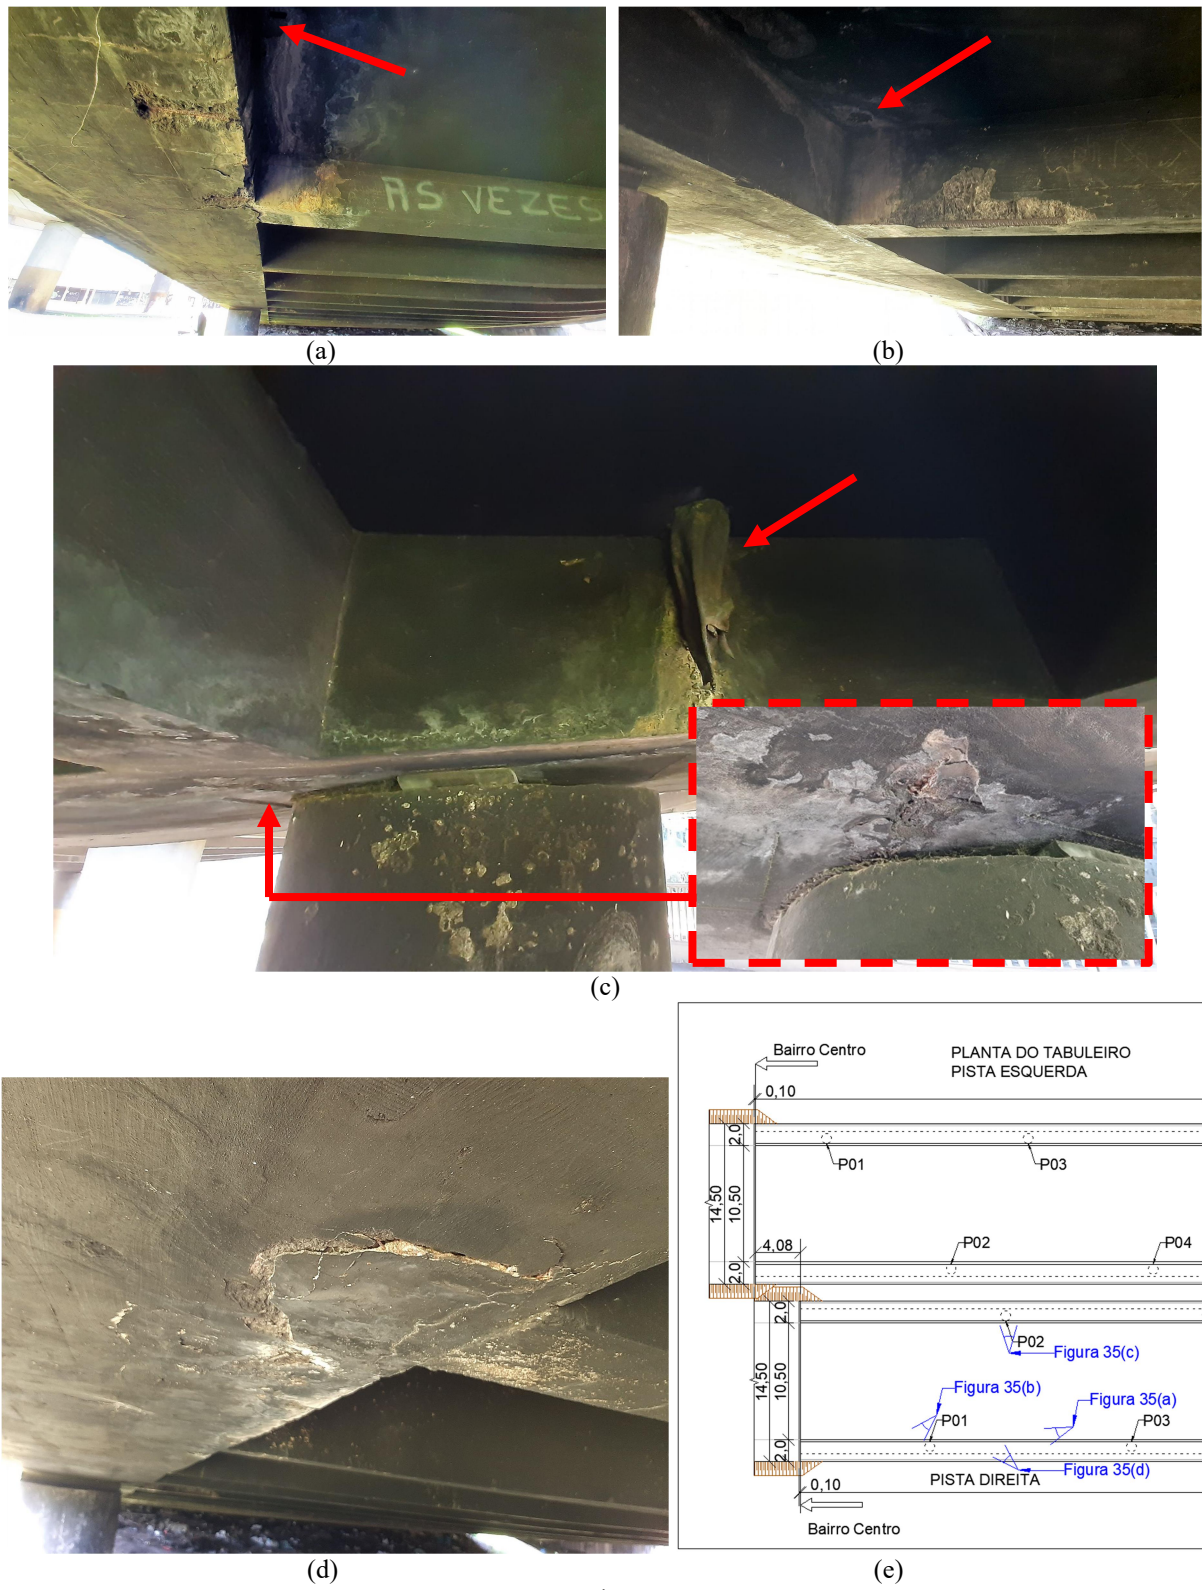 AS VEZES
(a)
(b)
(c)
(d)
Bairro Centro
PLANTA DO TABULEIRO
PISTA ESQUERDA
0,10
2,0
P01
P03
14,50
10,50
4,08
P02
P04
2,0
2,0
P02
Figura 35(c)
14,50
10,50
Figura 35(b)
Figura 35(a)
P01
P03
2,0
Figura 35(d)
0,10
PISTA DIREITA
Bairro Centro
(e)